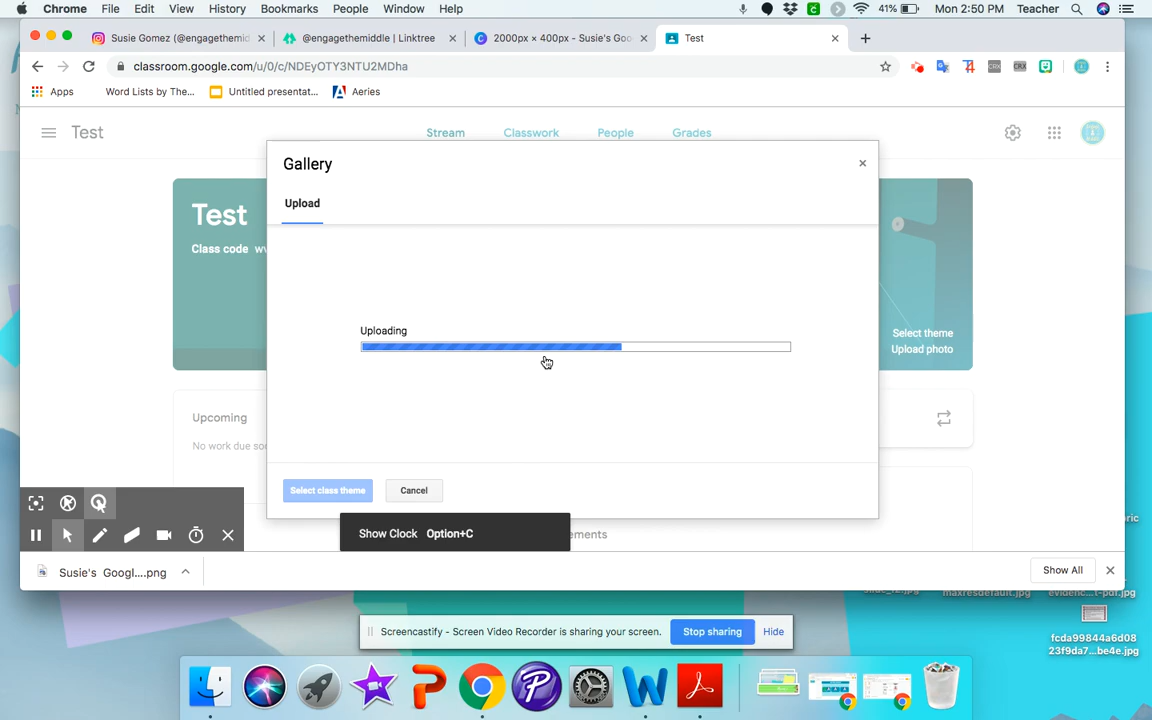 Chrome File Edit View History Bookmarks People Window Help 41% Mon 2:50 PM Teacher
Susie Gomez (@engagethemid @engagethemiddle | Linktree 2000px × 400px - Susie's Goo Test
classroom.google.com/u/0/c/NDEyOTY3NTU2MDha
Apps Word Lists by The... Untitled presentat... Aeries
Test Stream Classwork People Grades
Gallery
Upload
Test
Class code
Uploading
Select theme
Upload photo
Upcoming
No work due
Select class theme Cancel
Show Clock Option+C
Susie's Googl....png Show All
maxresdefault.jpg
Screencastify - Screen Video Recorder is sharing your screen. Stop sharing Hide
fcda99844a6d08
23f9da7...be4e.jpg